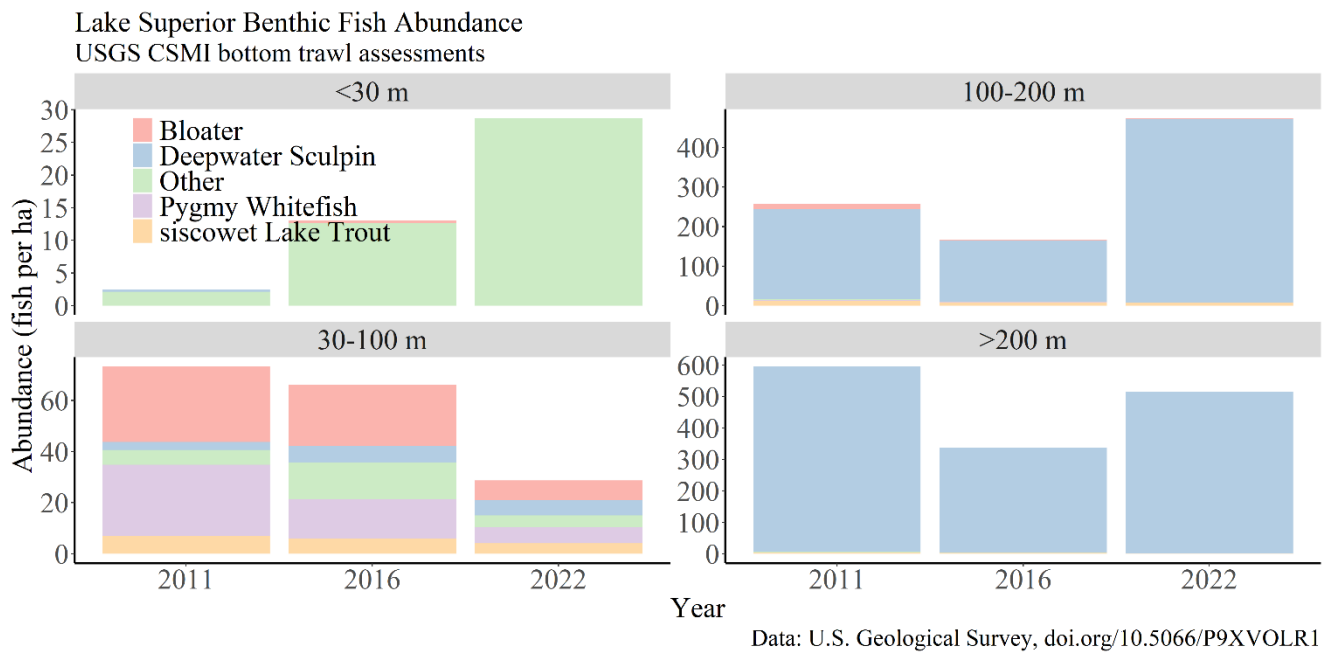 Lake Superior Benthic Fish Abundance
USGS CSMI bottom trawl assessments
Abundance (fish per ha)
<30 m
30
25
20
15
10
5
0
Bloater
Deepwater Sculpin
Other
Pygmy Whitefish
siscowet Lake Trout
100-200 m
400
300
200
100
0
30-100 m
60
40
20
0
2011
2016
2022
>200 m
600
500
400
300
200
100
0
2011
2016
2022
Year
Data: U.S. Geological Survey, doi.org/10.5066/P9XVOLR1